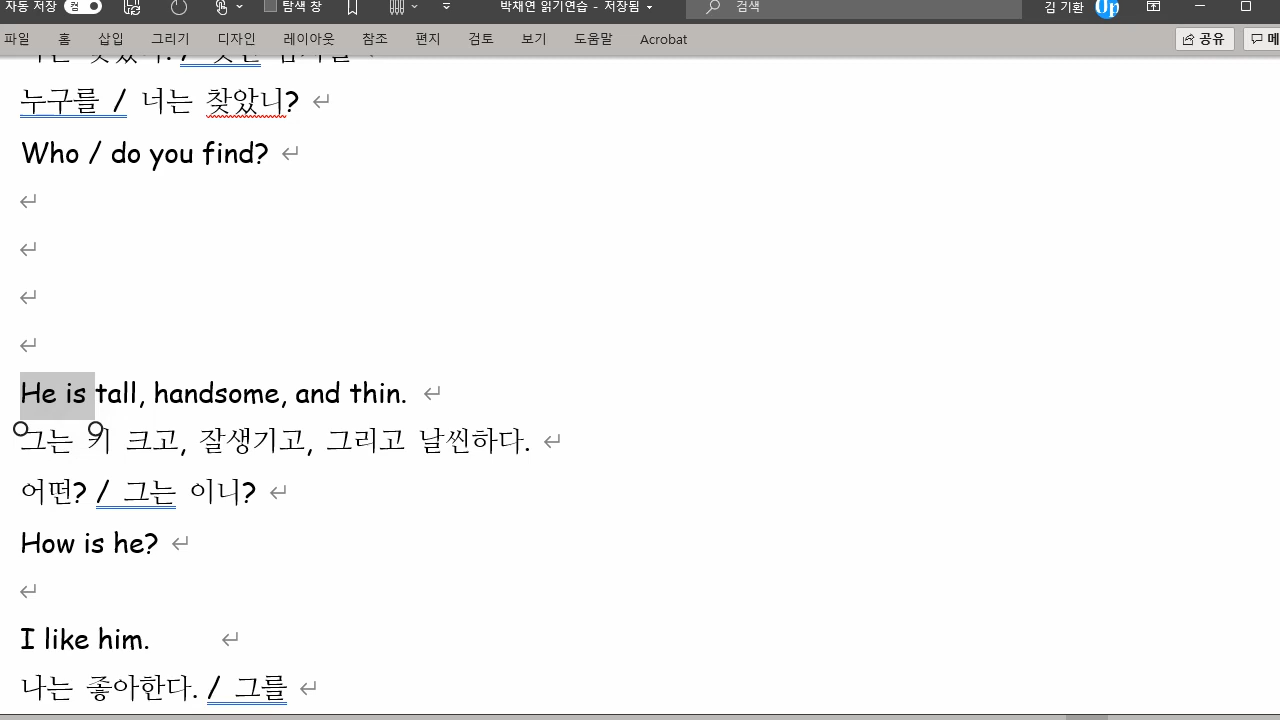 자동 저장 컴 탐색 창 박채연 읽기연습 - 저장됨 검색 김 기환
파일 홈 삽입 그리기 디자인 레이아웃 참조 편지 검토 보기 도움말 Acrobat 공유
누구를 / 너는 찾았니?
Who / do you find?
He is tall, handsome, and thin.
그는 키 크고, 잘생기고, 그리고 날씬하다.
어떤? / 그는 이니?
How is he?
I like him.
나는 좋아한다. / 그를